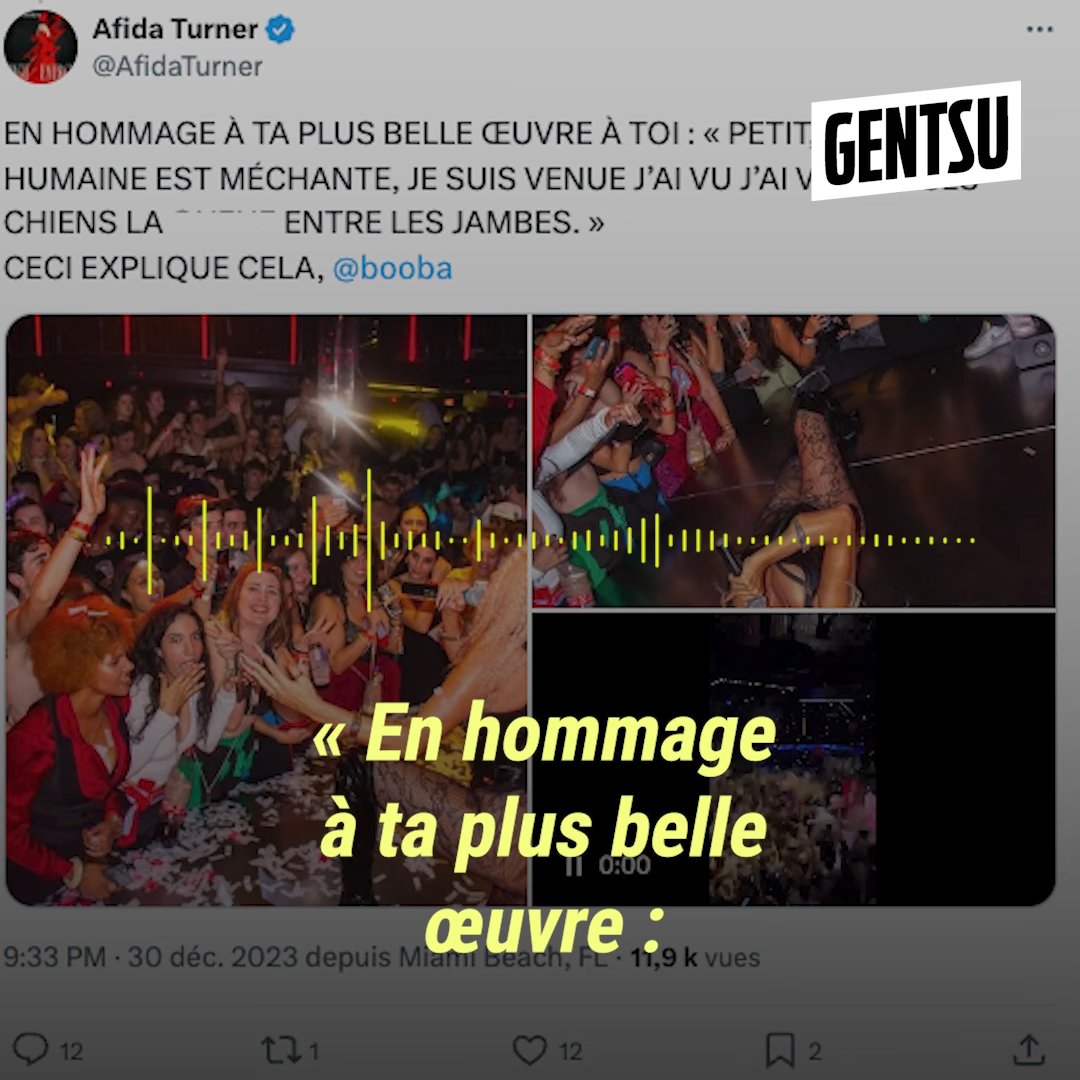 Afida Turner
@AfidaTurner
EN HOMMAGE À TA PLUS BELLE ŒUVRE À TOI : « PETIT,
GENTSU
HUMAINE EST MÉCHANTE, JE SUIS VENUE J’AI VU J’AI
CHIENS LA ENTRE LES JAMBES. »
CECI EXPLIQUE CELA, @booba
« En hommage
à ta plus belle
0:00
œuvre :
9:33 PM · 30 déc. 2023 depuis Miami Beach, FL · 11,9 k vues
12
1
12
2